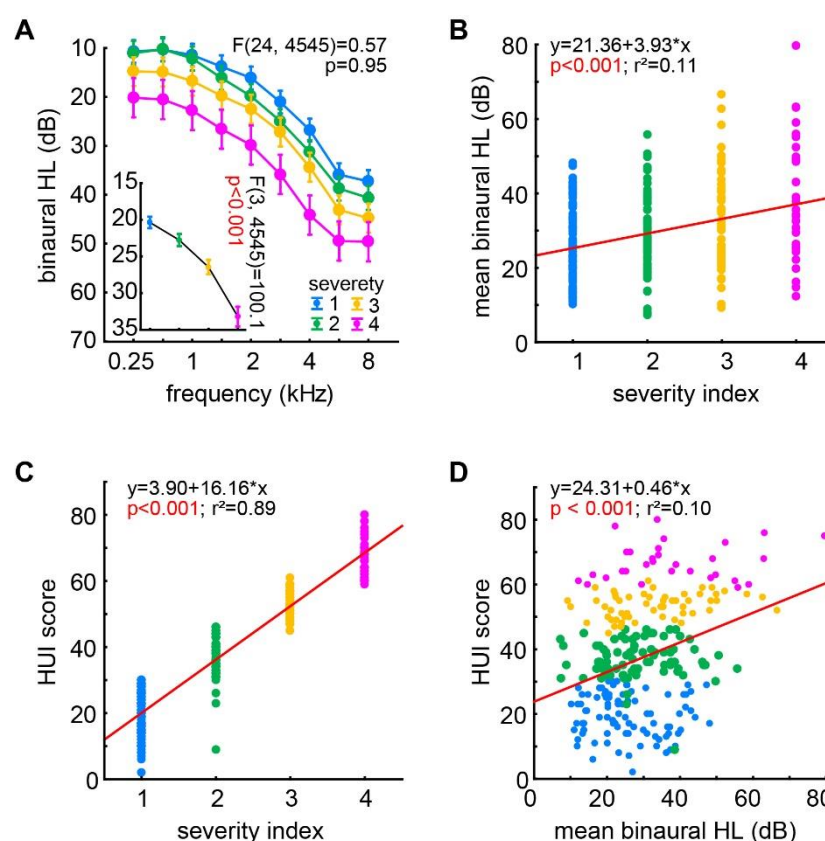 A
F(24, 4545)=0.57
p=0.95
10
20
30
40
50
60
70
binaural HL (dB)
15
20
25
30
35
F(3, 4545)=100.1
p<0.001
severety
1 3
2 4
0.25 1 2 4 8
frequency (kHz)
B
y=21.36+3.93*x
p<0.001; r²=0.11
80
60
40
20
0
mean binaural HL (dB)
1 2 3 4
severity index
C
y=3.90+16.16*x
p<0.001; r²=0.89
80
60
40
20
0
HUI score
1 2 3 4
severity index
D
y=24.31+0.46*x
p < 0.001; r²=0.10
80
60
40
20
0
HUI score
0 20 40 60 80
mean binaural HL (dB)